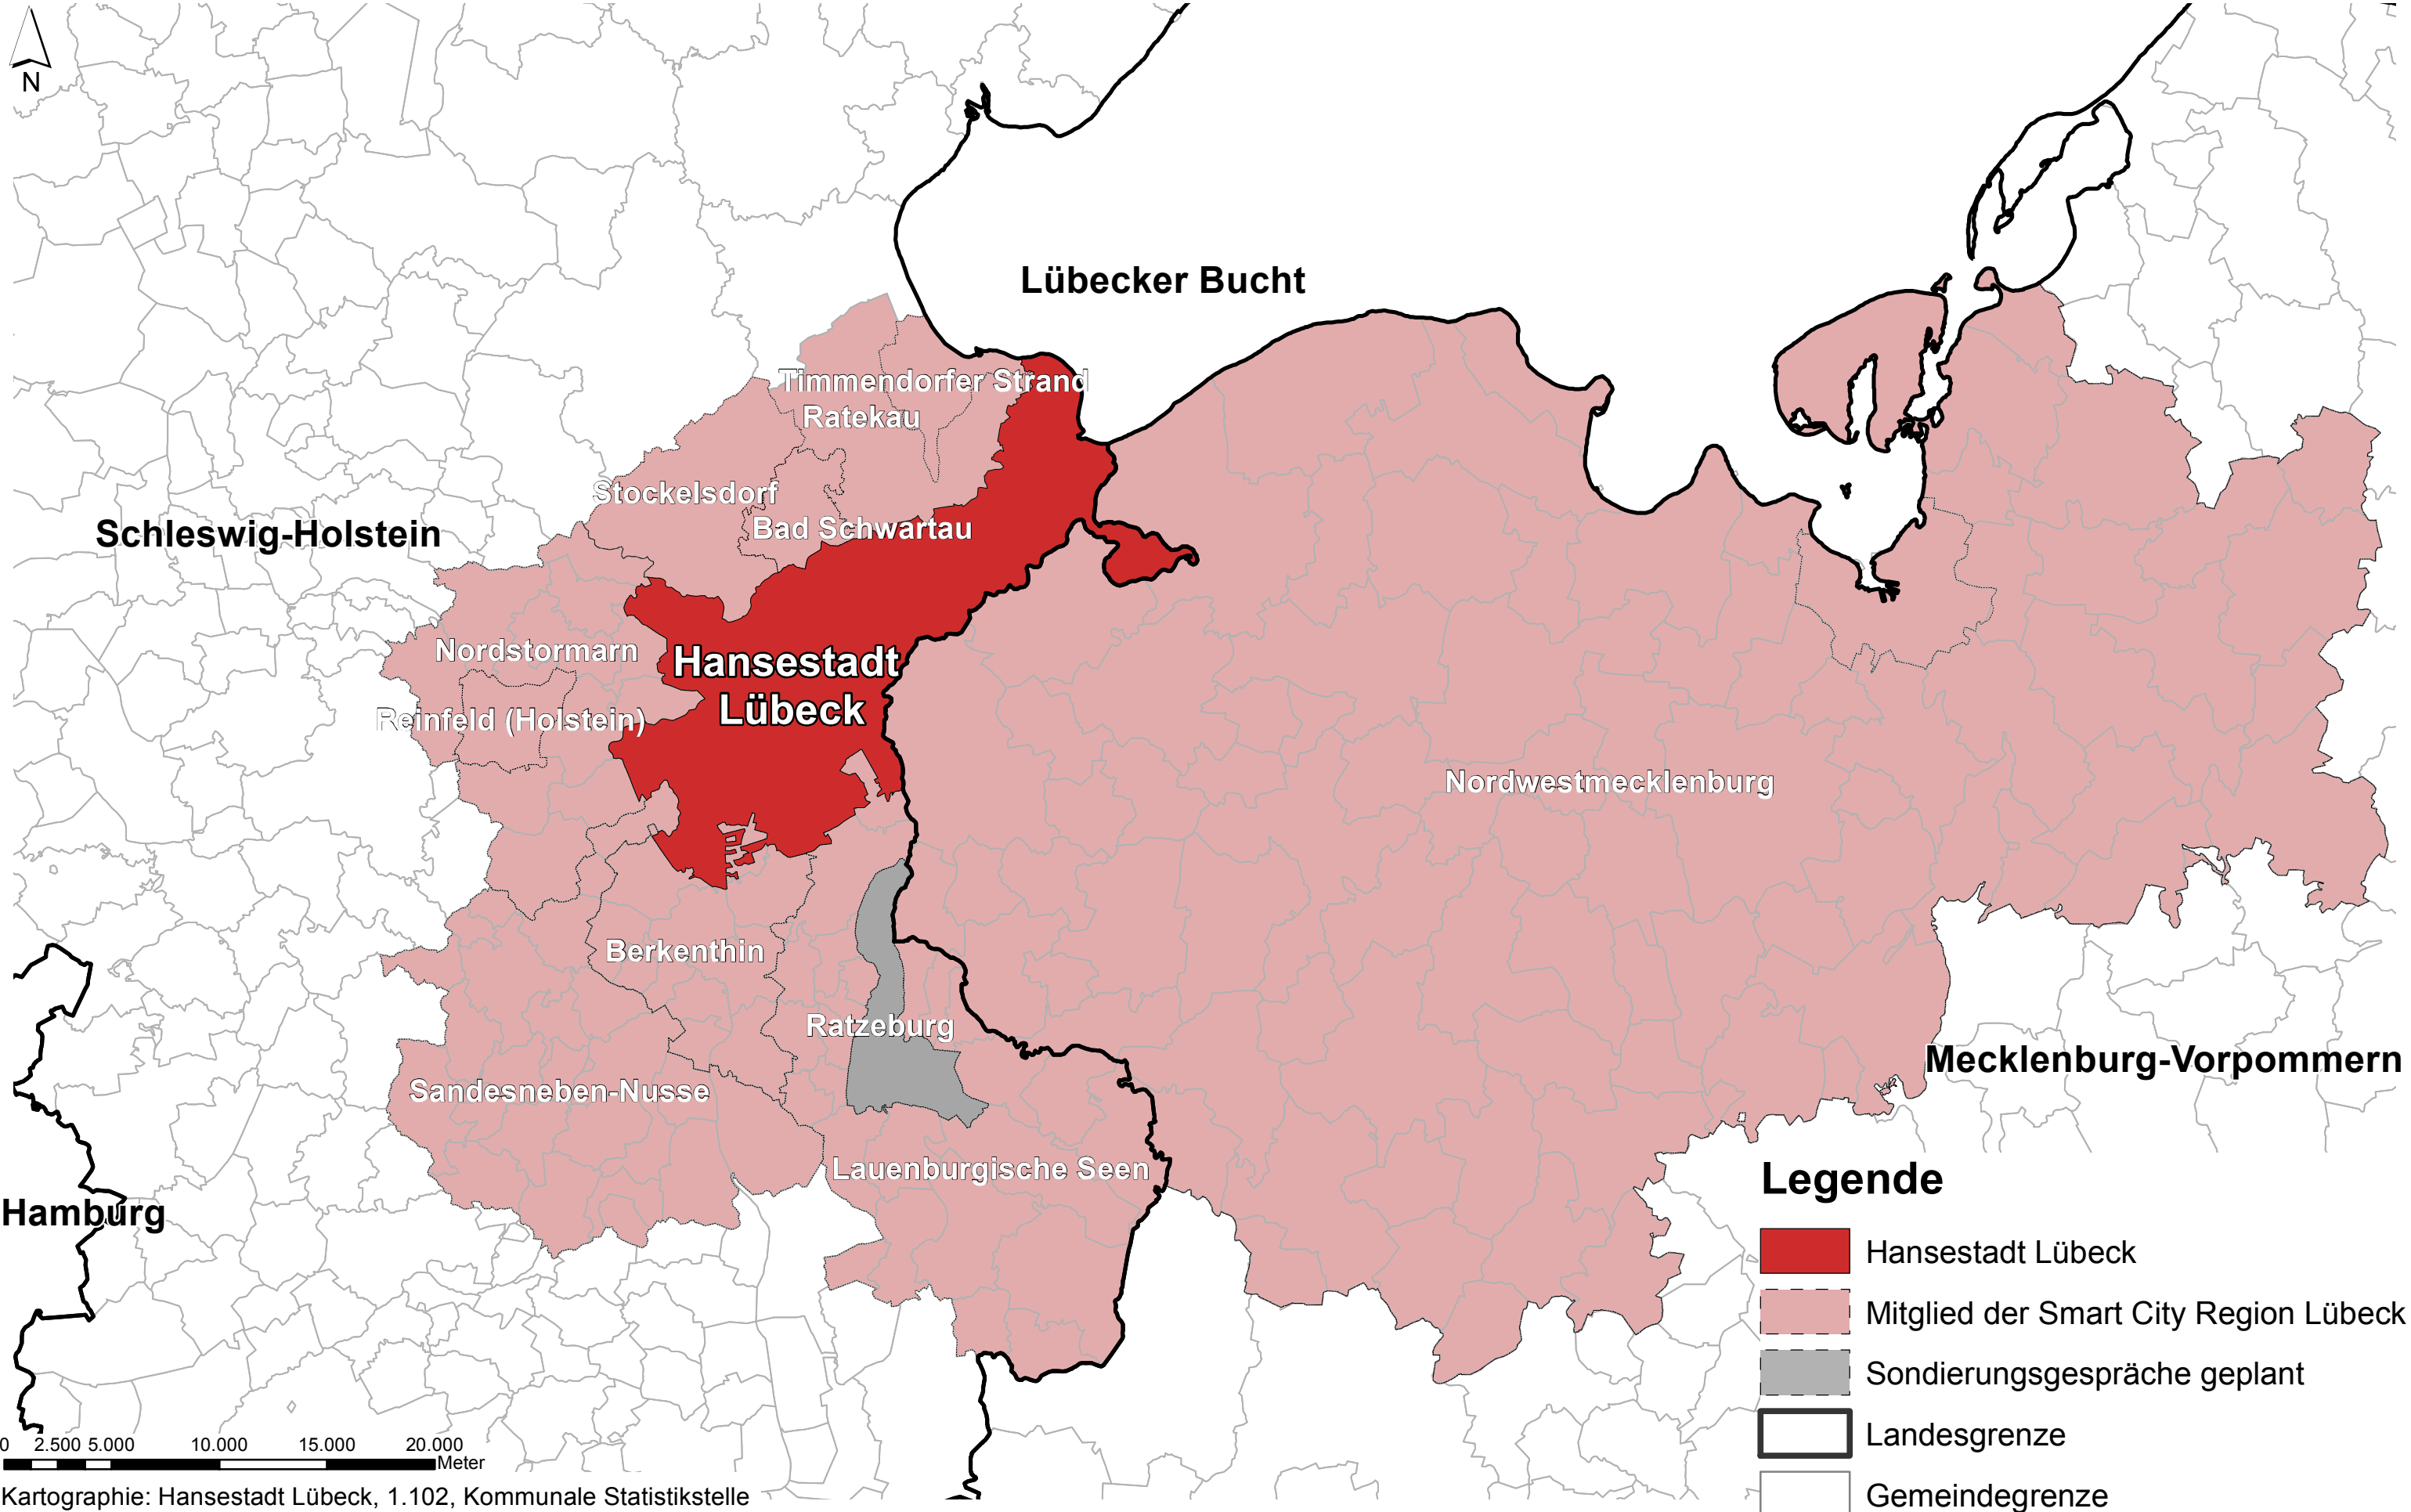 N
Lübecker Bucht
Timmendorfer Strand
Ratekau
Stockelsdorf
Bad Schwartau
Schleswig-Holstein
Nordstormarn
Hansestadt
Lübeck
Reinfeld (Holstein)
Nordwestmecklenburg
Berkenthin
Ratzeburg
Mecklenburg-Vorpommern
Sandesneben-Nusse
Lauenburgische Seen
Hamburg
Legende
Hansestadt Lübeck
Mitglied der Smart City Region Lübeck
Sondierungsgespräche geplant
Landesgrenze
Gemeindegrenze
0 2.500 5.000 10.000 15.000 20.000
Meter
Kartographie: Hansestadt Lübeck, 1.102, Kommunale Statistikstelle